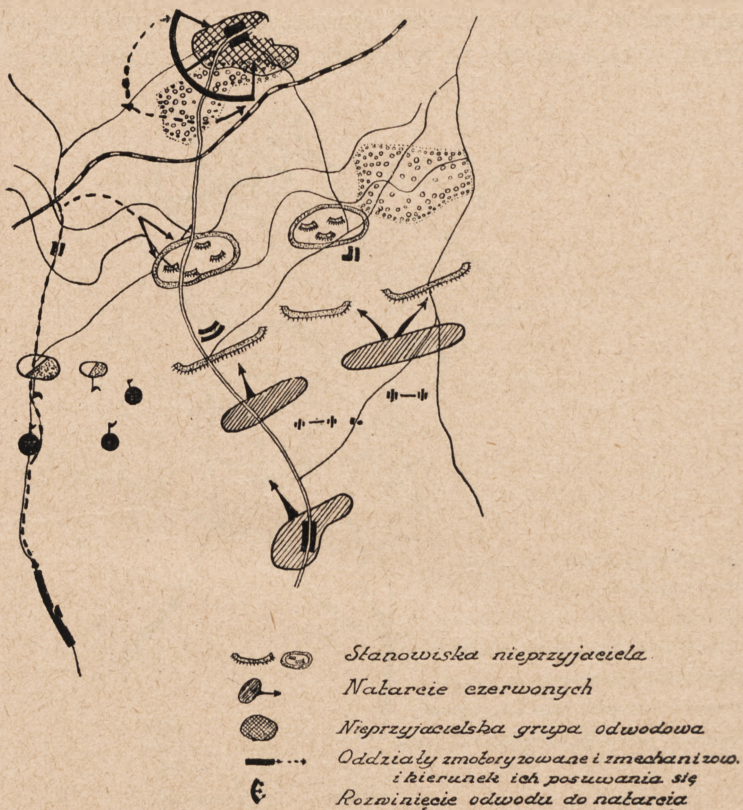 Stanowiska nieprzyjaciela
Natarcie czerwonych
Nieprzyjacielska grupa odwodowa
Oddziały zmotoryzowane i zmechanizow.
i kierunek ich posuwania się
Rozwinięcie odwodu do natarcia